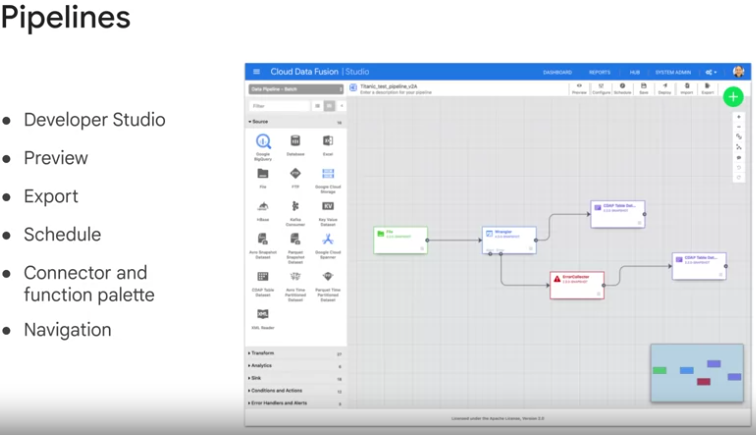 Pipelines
Developer Studio
Preview
Export
Schedule
Connector and
function palette
Navigation
Cloud Data Fusion | Studio
DASHBOARD
REPORTS
HUB
SYSTEM ADMIN
Data Pipeline - Batch
Titanic_test_pipeline_v2A
Enter a description for your pipeline
Preview
Configure
Schedule
Save
Deploy
Import
Export
Filter
Source
Google
BigQuery
Database
Excel
File
FTP
Google Cloud
Storage
HBase
Kafka
Consumer
Key Value
Dataset
Avro Snapshot
Dataset
Parquet
Snapshot
Dataset
Google Cloud
Spanner
CDAP Table
Dataset
Avro Time
Partitioned
Dataset
Parquet Time
Partitioned
Dataset
XML
XML Reader
Transform
Analytics
Sink
Conditions and Actions
Error Handlers and Alerts
File
Wrangler
CDAP Table Dat...
ErrorCollector
CDAP Table Dat...
Licensed under the Apache License, Version 2.0